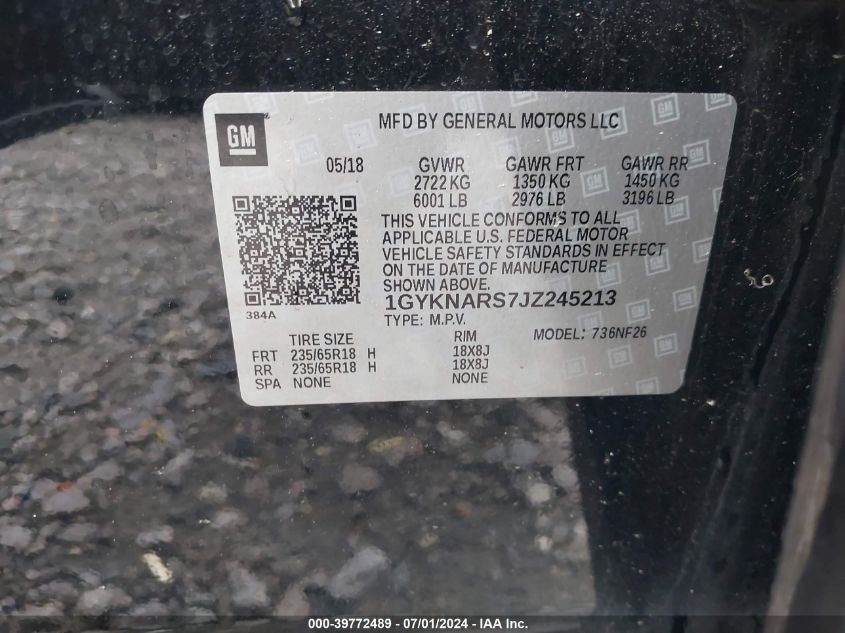 GM
MFD BY GENERAL MOTORS LLC
05/18 GVWR GAWR FRT GAWR RR
2722 KG 1350 KG 1450 KG
6001 LB 2976 LB 3196 LB
THIS VEHICLE CONFORMS TO ALL
APPLICABLE U.S. FEDERAL MOTOR
VEHICLE SAFETY STANDARDS IN EFFECT
ON THE DATE OF MANUFACTURE
SHOWN ABOVE.
384A
1GYKNARS7JZ245213
TYPE: M.P.V. MODEL: 736NF26
TIRE SIZE RIM
FRT 235/65R18 H 18X8J
RR 235/65R18 H 18X8J
SPA NONE NONE
000-39772489 - 07/01/2024 - IAA Inc.